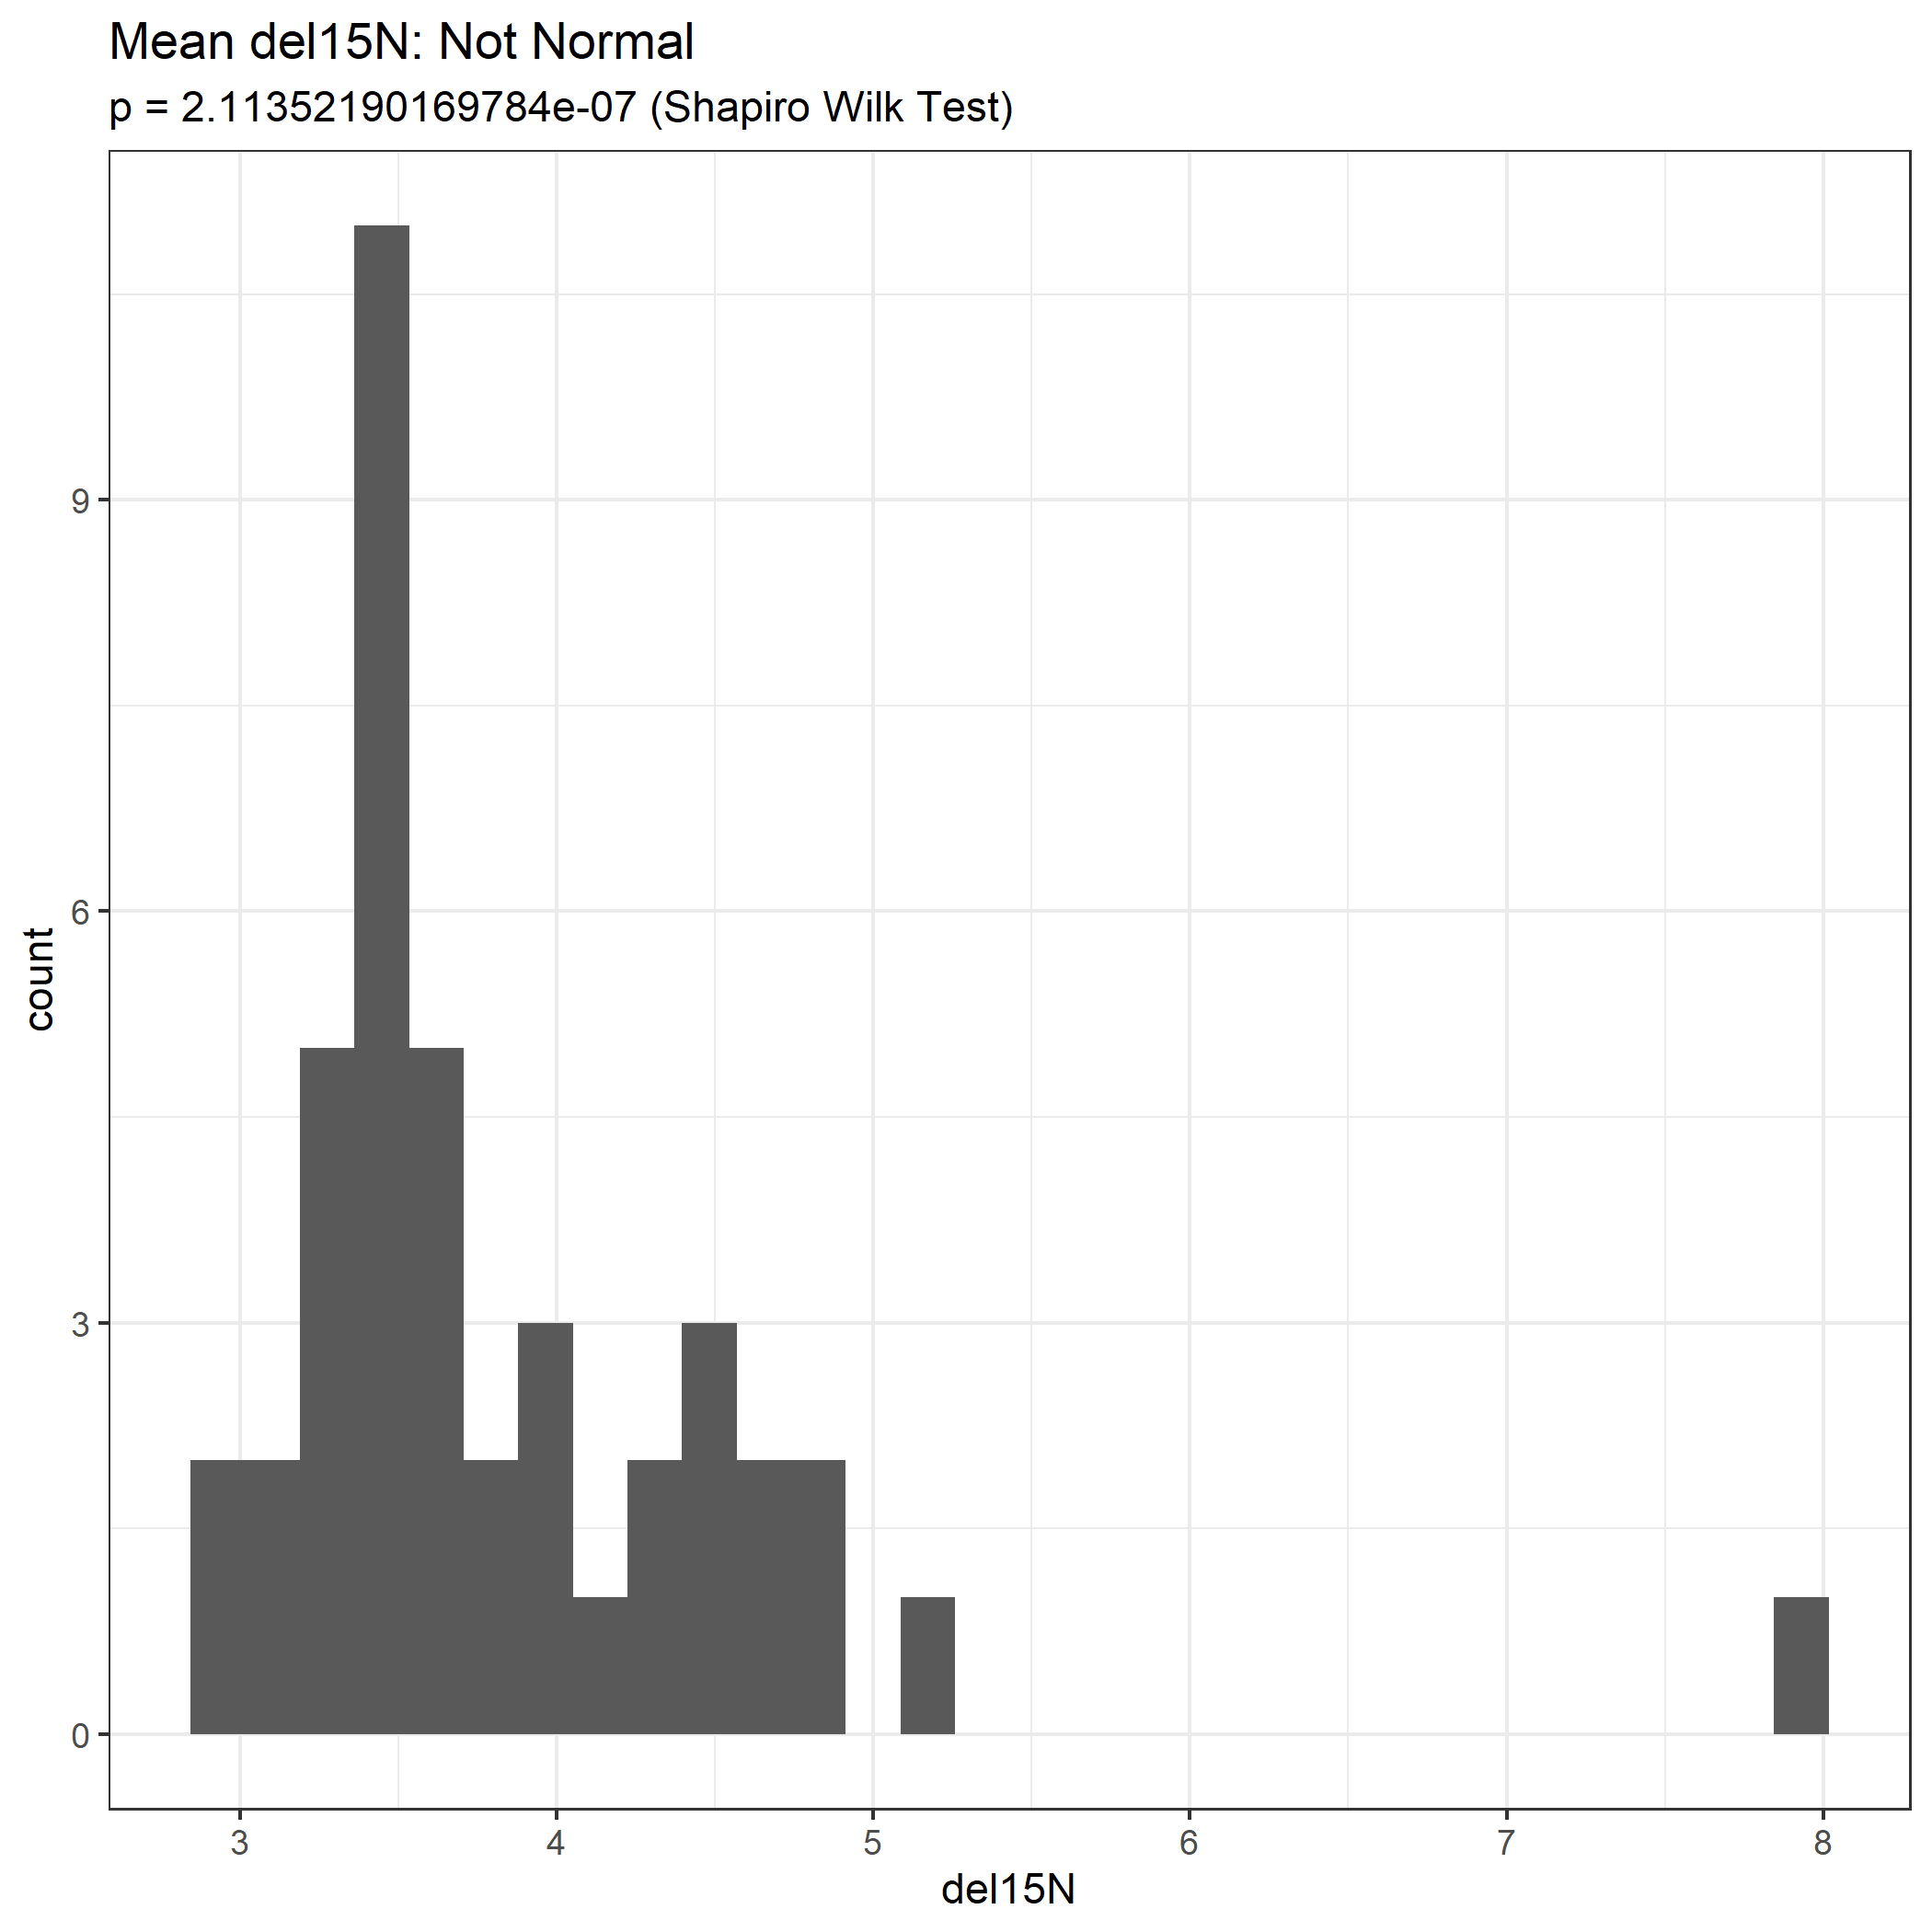 Mean del15N: Not Normal
p = 2.11352190169784e-07 (Shapiro Wilk Test)
9
6
3
0
count
3 4 5 6 7 8
del15N